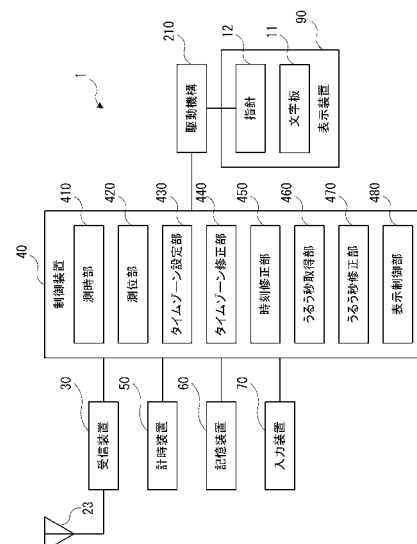 1
90
210
12
11
駆動機構
指針
文字板
表示装置
40
制御装置
410
測時部
420
測位部
430
タイムゾーン設定部
440
タイムゾーン修正部
450
時刻修正部
460
うるう秒取得部
470
うるう秒修正部
480
表示制御部
23
30
受信装置
50
計時装置
60
記憶装置
70
入力装置